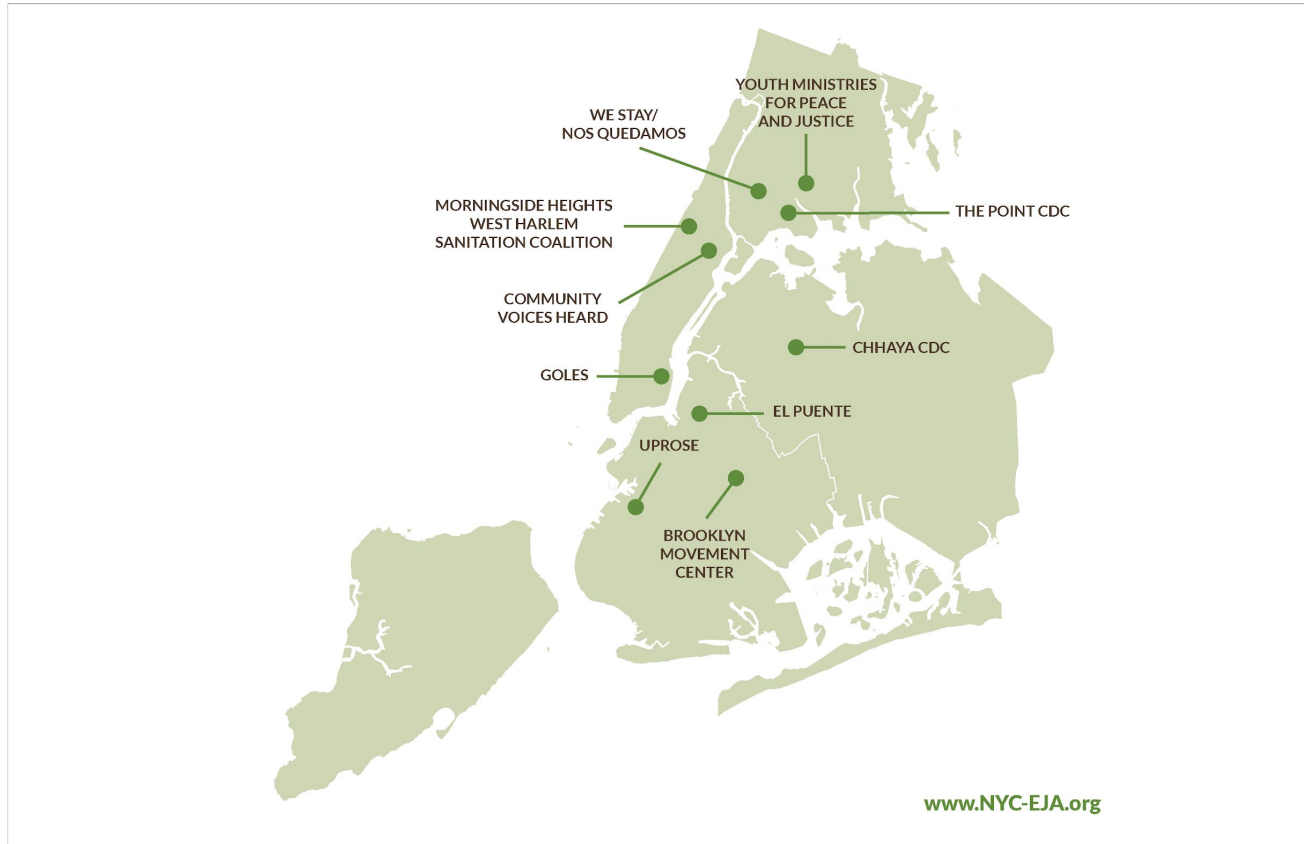 YOUTH MINISTRIES
FOR PEACE
AND JUSTICE
WE STAY/
NOS QUEDAMOS
MORNINGSIDE HEIGHTS
WEST HARLEM
SANITATION COALITION
THE POINT CDC
COMMUNITY
VOICES HEARD
CHHAYA CDC
GOLES
EL PUENTE
UPROSE
BROOKLYN
MOVEMENT
CENTER
www.NYC-EJA.org